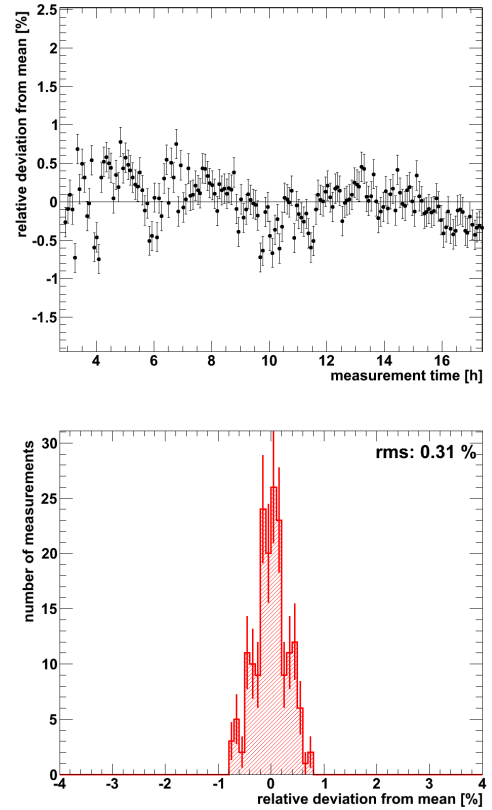 relative deviation from mean [%]
2.5
2
1.5
1
0.5
0
-0.5
-1
-1.5
4 6 8 10 12 14 16
measurement time [h]
rms: 0.31 %
number of measurements
30
25
20
15
10
5
0
-4 -3 -2 -1 0 1 2 3 4
relative deviation from mean [%]